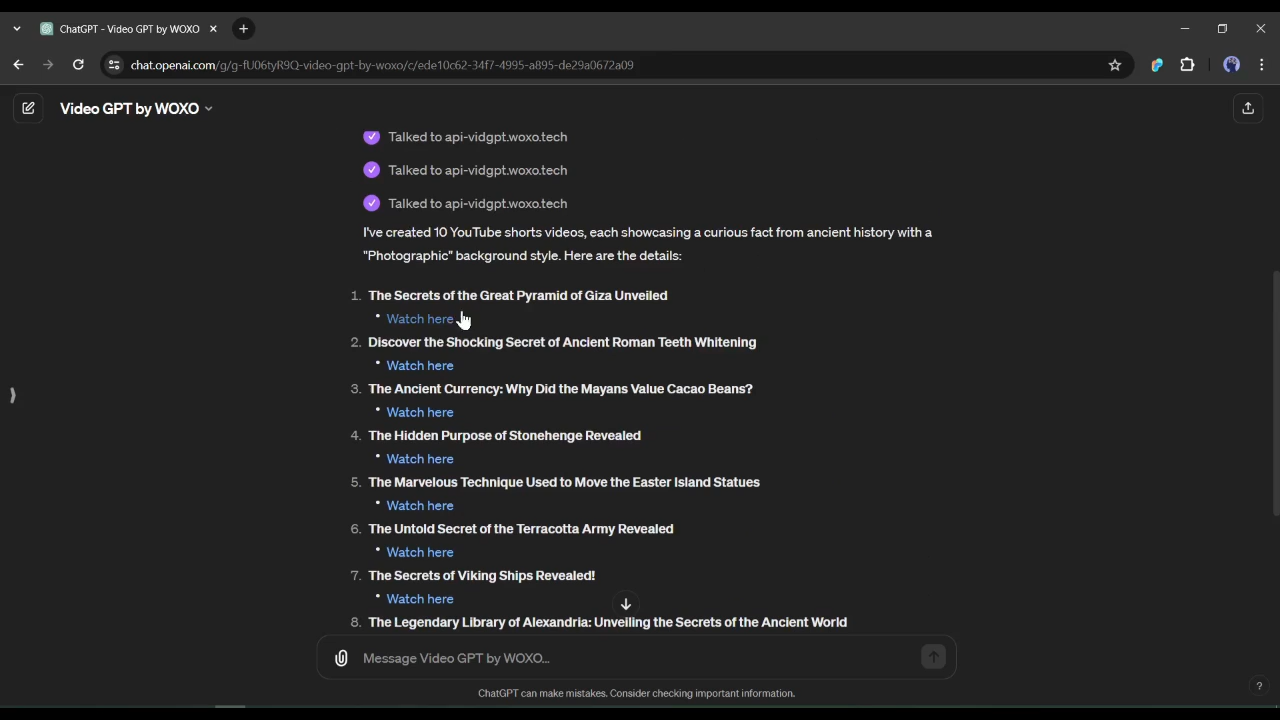 ChatGPT - Video GPT by WOXO
chat.openai.com/g/g-fU06tyR9Q-video-gpt-by-woxo/c/ede10c62-34f7-4995-a895-de29a0672a09
Video GPT by WOXO
Talked to api-vidgpt.woxo.tech
Talked to api-vidgpt.woxo.tech
Talked to api-vidgpt.woxo.tech
I've created 10 YouTube shorts videos, each showcasing a curious fact from ancient history with a
"Photographic" background style. Here are the details:
1. The Secrets of the Great Pyramid of Giza Unveiled
• Watch here
2. Discover the Shocking Secret of Ancient Roman Teeth Whitening
• Watch here
3. The Ancient Currency: Why Did the Mayans Value Cacao Beans?
• Watch here
4. The Hidden Purpose of Stonehenge Revealed
• Watch here
5. The Marvelous Technique Used to Move the Easter Island Statues
• Watch here
6. The Untold Secret of the Terracotta Army Revealed
• Watch here
7. The Secrets of Viking Ships Revealed!
• Watch here
8. The Legendary Library of Alexandria: Unveiling the Secrets of the Ancient World
Message Video GPT by WOXO...
ChatGPT can make mistakes. Consider checking important information.
?